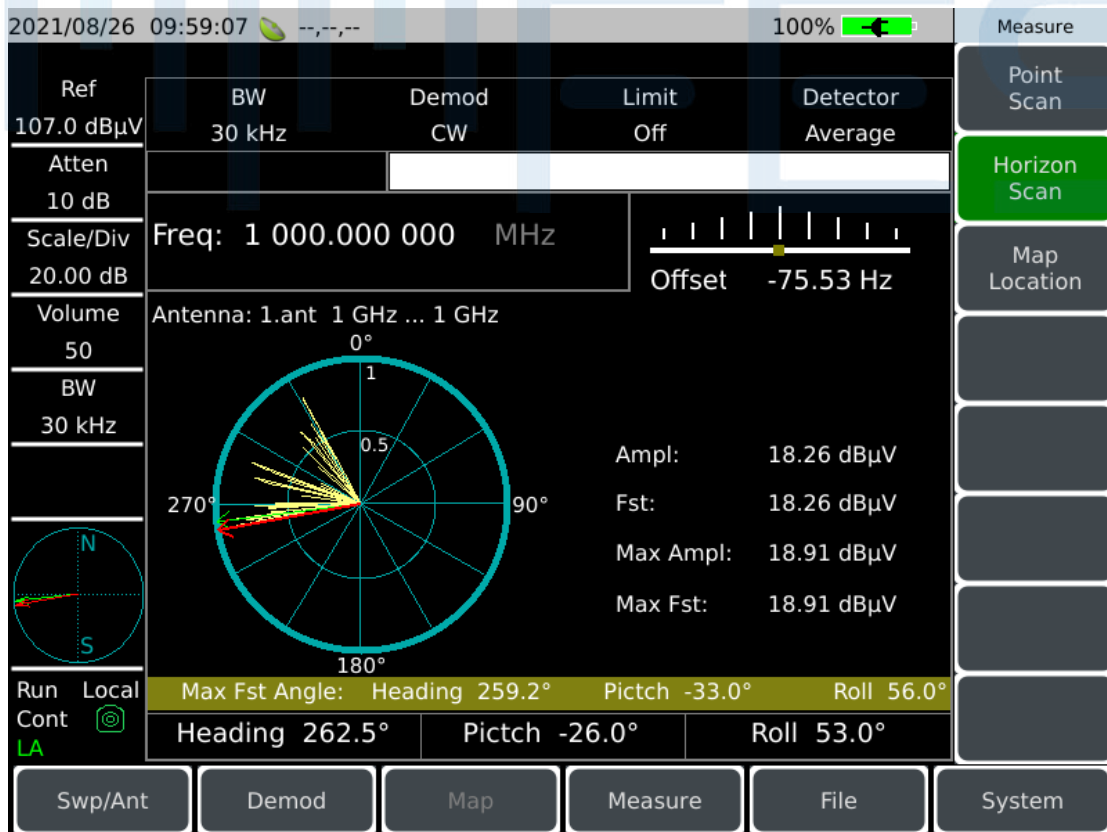 2021/08/26 09:59:07 --,--,-- 100%
Measure
Ref
107.0 dBµV
Atten
10 dB
Scale/Div
20.00 dB
Volume
50
BW
30 kHz
N
S
Run Local
Cont
LA
BW Demod Limit Detector
30 kHz CW Off Average
Freq: 1 000.000 000 MHz
Offset -75.53 Hz
Antenna: 1.ant 1 GHz ... 1 GHz
0°
1
0.5
270° 90°
180°
Ampl: 18.26 dBµV
Fst: 18.26 dBµV
Max Ampl: 18.91 dBµV
Max Fst: 18.91 dBµV
Max Fst Angle: Heading 259.2° Pictch -33.0° Roll 56.0°
Heading 262.5° Pictch -26.0° Roll 53.0°
Point
Scan
Horizon
Scan
Map
Location
Swp/Ant Demod Map Measure File System